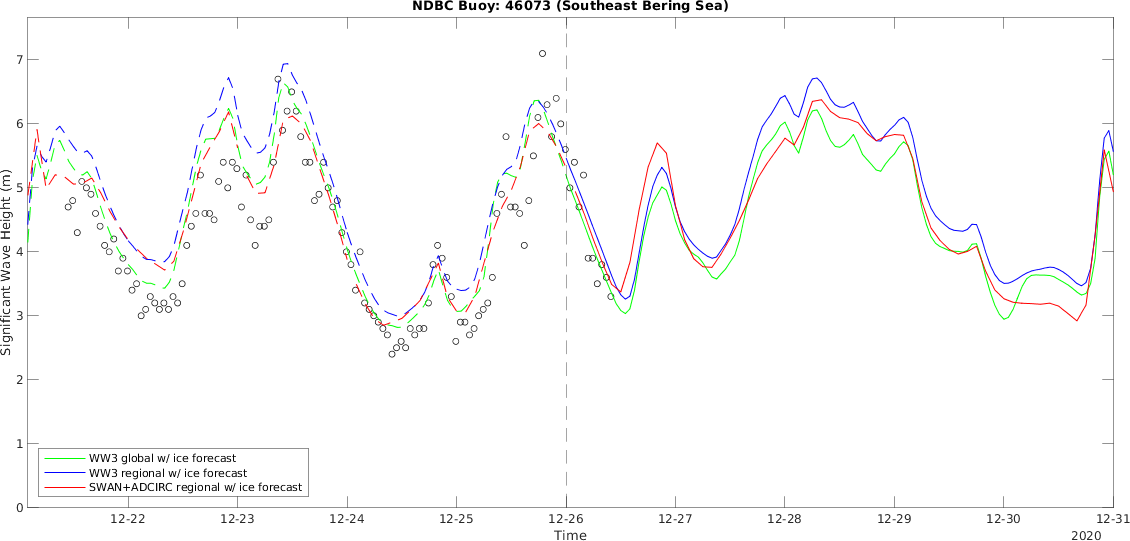 NDBC Buoy: 46073 (Southeast Bering Sea)
Significant Wave Height (m)
7
6
5
4
3
2
1
0
WW3 global w/ ice forecast
WW3 regional w/ ice forecast
SWAN+ADCIRC regional w/ ice forecast
12-22 12-23 12-24 12-25 12-26 12-27 12-28 12-29 12-30 12-31
Time
2020